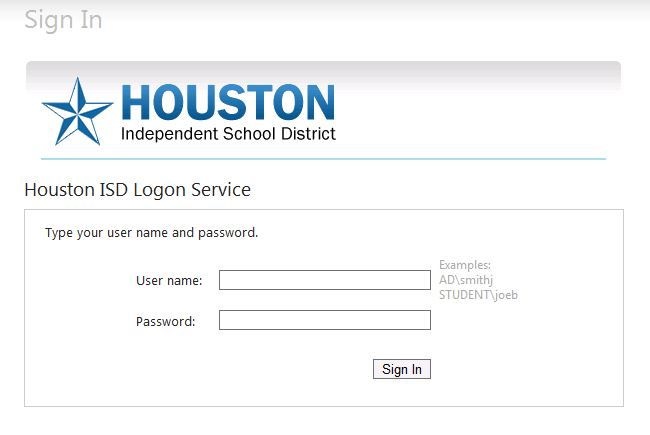 Sign In
HOUSTON
Independent School District
Houston ISD Logon Service
Type your user name and password.
User name:
Examples:
AD\smithj
STUDENT\joeb
Password:
Sign In